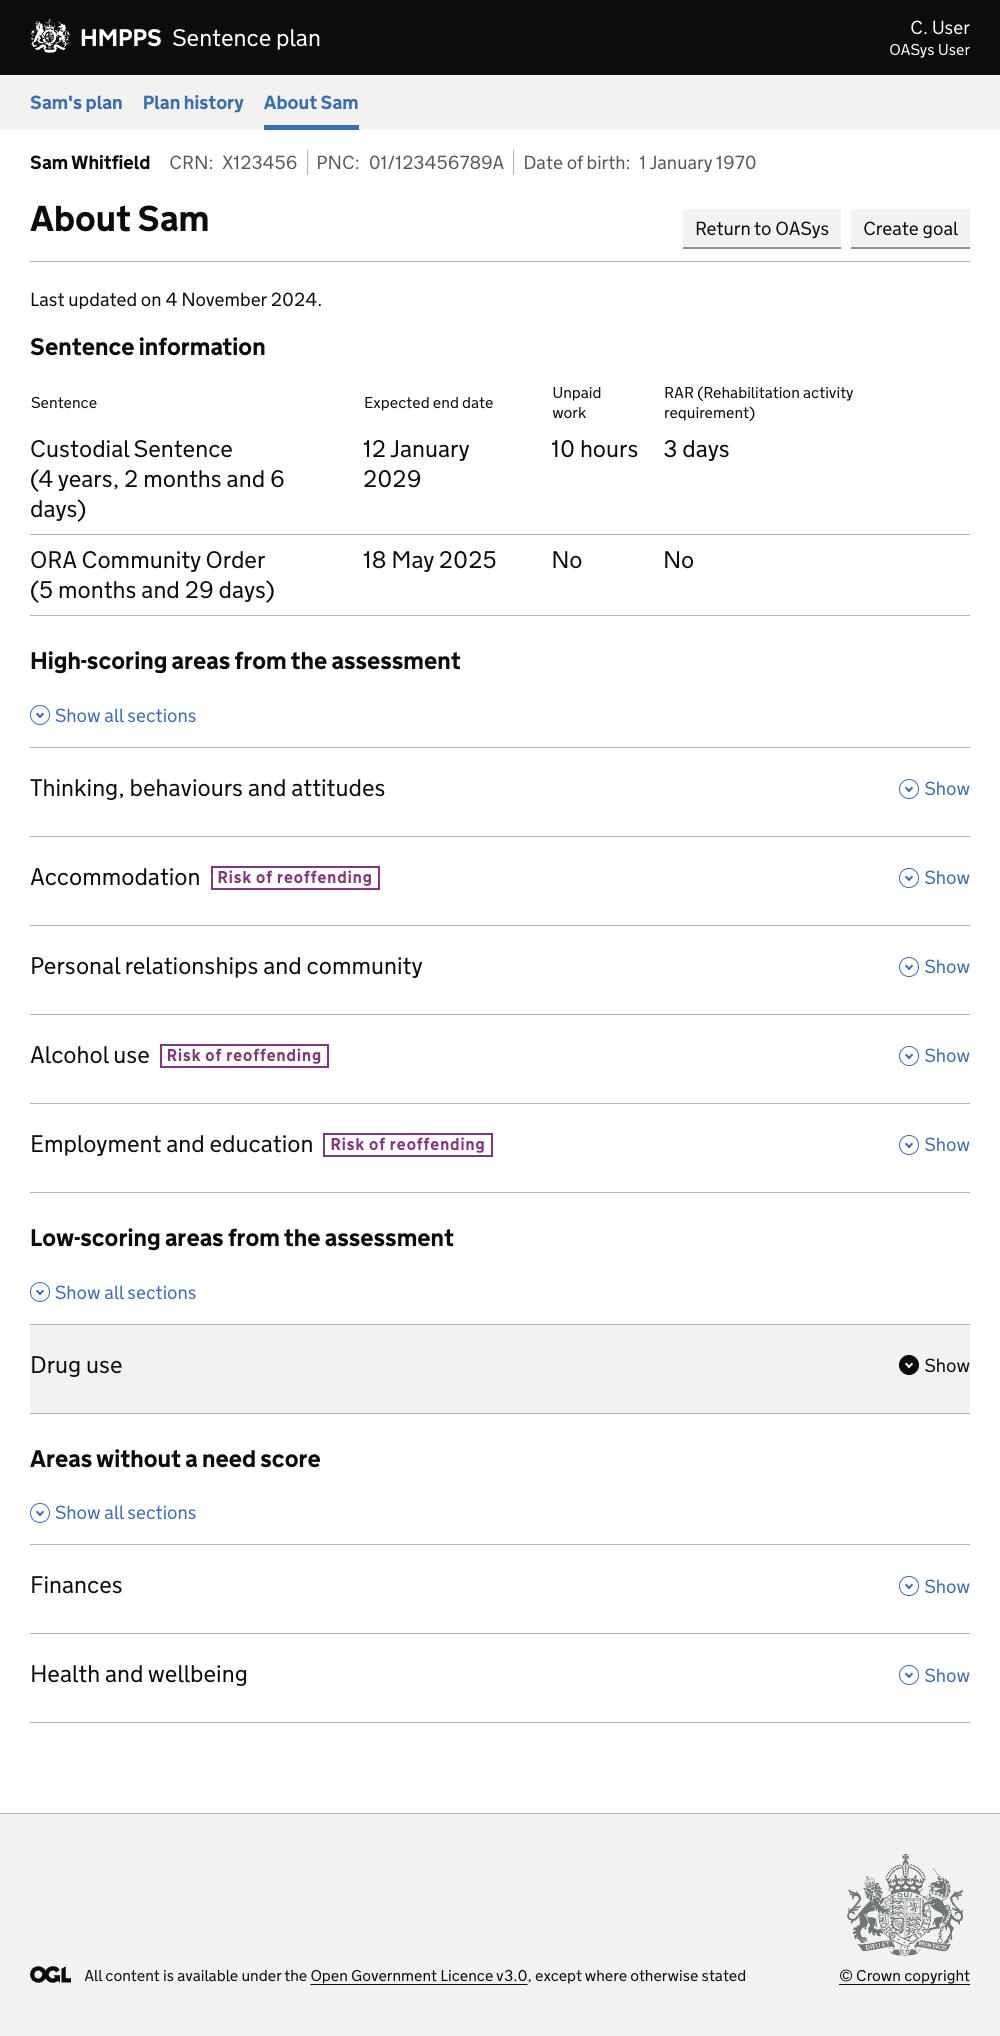 HMPPS Sentence plan
C. User
OASys User
Sam's plan Plan history About Sam
Sam Whitfield CRN: X123456 PNC: 01/123456789A Date of birth: 1 January 1970
About Sam
Return to OASys Create goal
Last updated on 4 November 2024.
Sentence information
Sentence Expected end date Unpaid work RAR (Rehabilitation activity requirement)
Custodial Sentence
(4 years, 2 months and 6
days)
12 January
2029
10 hours
3 days
ORA Community Order
(5 months and 29 days)
18 May 2025
No
No
High-scoring areas from the assessment
Show all sections
Thinking, behaviours and attitudes Show
Accommodation Risk of reoffending Show
Personal relationships and community Show
Alcohol use Risk of reoffending Show
Employment and education Risk of reoffending Show
Low-scoring areas from the assessment
Show all sections
Drug use Show
Areas without a need score
Show all sections
Finances Show
Health and wellbeing Show
OGL All content is available under the Open Government Licence v3.0, except where otherwise stated
© Crown copyright